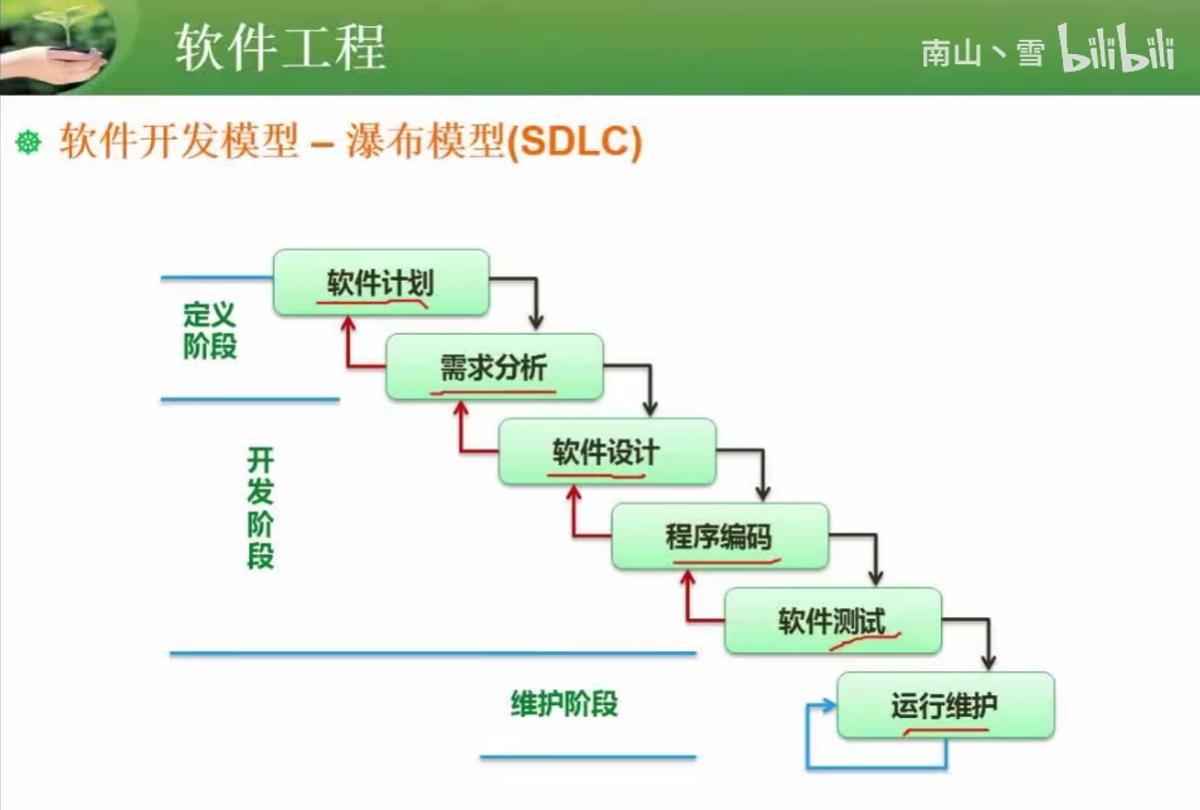 软件工程
南山丶雪 bilibili
软件开发模型 – 瀑布模型(SDLC)
软件计划
定义
阶段
需求分析
软件设计
开
发
阶
段
程序编码
软件测试
维护阶段
运行维护